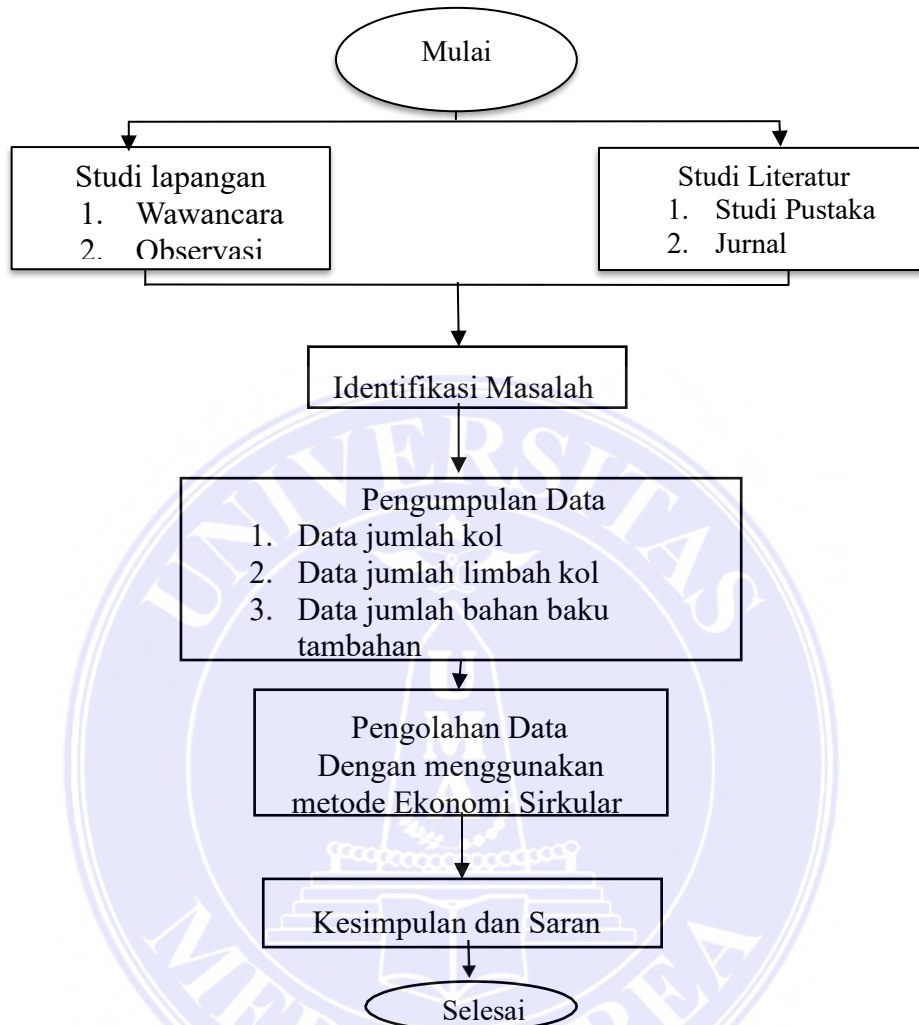 Mulai
Studi lapangan
1. Wawancara
2. Observasi
Studi Literatur
1. Studi Pustaka
2. Jurnal
Identifikasi Masalah
Pengumpulan Data
1. Data jumlah kol
2. Data jumlah limbah kol
3. Data jumlah bahan baku
tambahan
Pengolahan Data
Dengan menggunakan
metode Ekonomi Sirkular
Kesimpulan dan Saran
Selesai
UNIVERSITAS
U
M
A